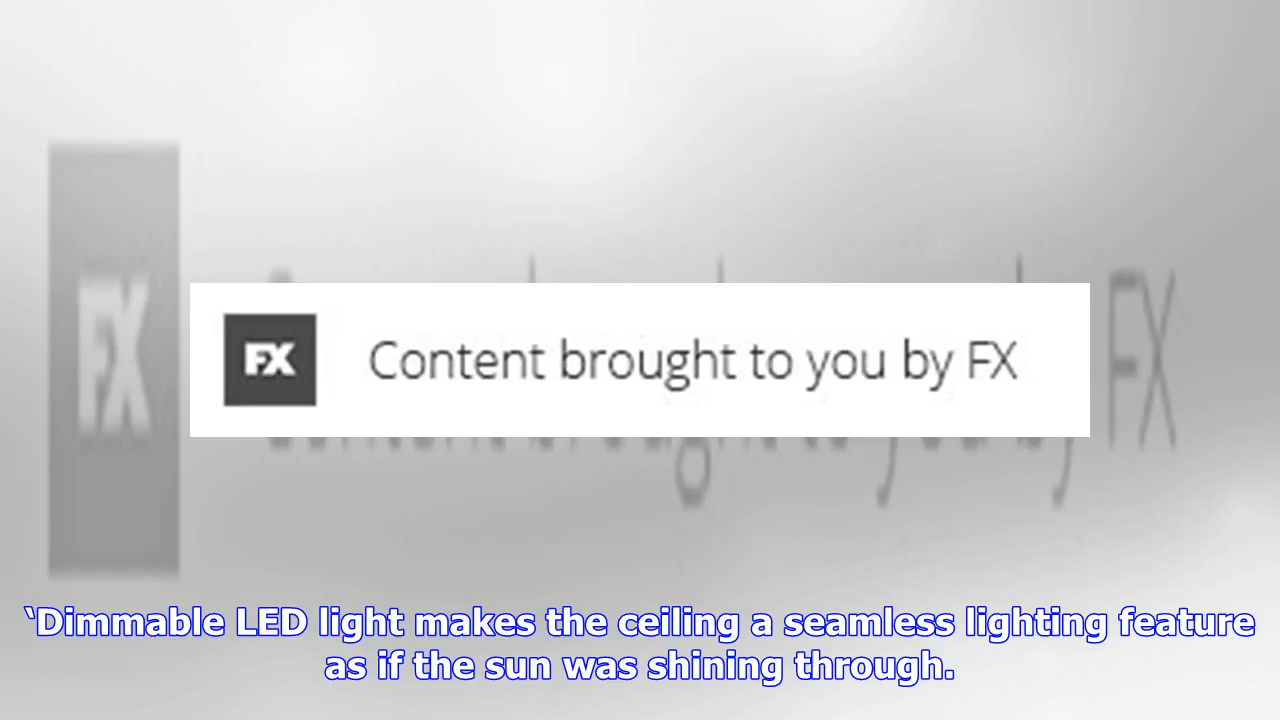 FX
FX Content brought to you by FX
‘Dimmable LED light makes the ceiling a seamless lighting feature
as if the sun was shining through.